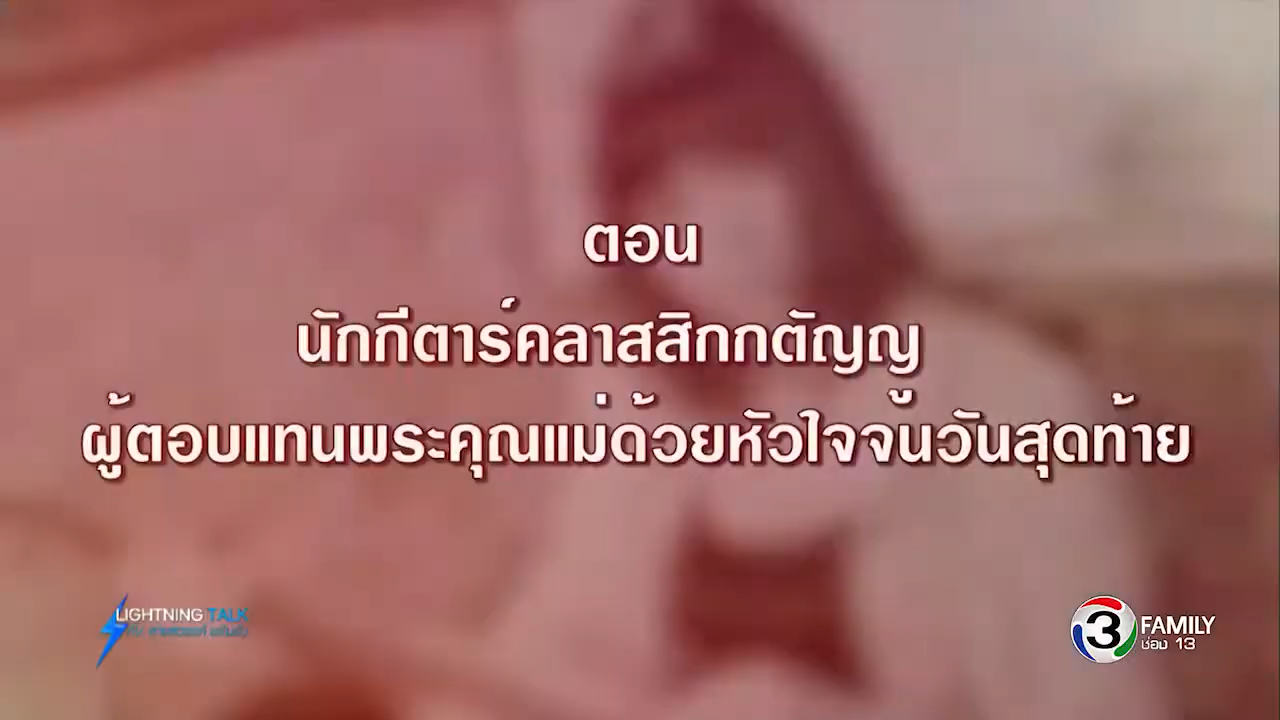 ตอน
นักกีตาร์คลาสสิกกตัญญู
ผู้ตอบแทนพระคุณแม่ด้วยหัวใจจนวันสุดท้าย
LIGHTNING TALK
3 FAMILY
ช่อง 13